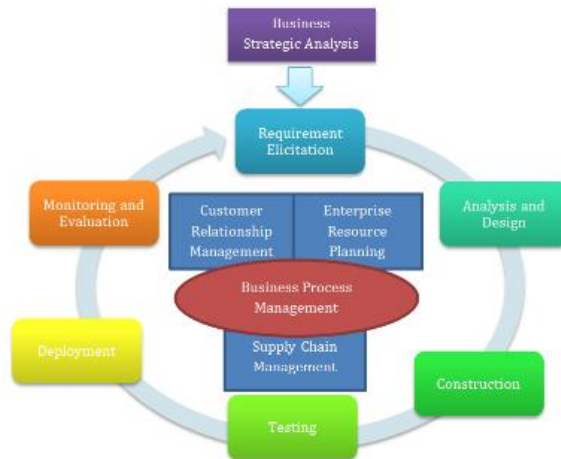 Business
Strategic Analysis
Requirement
Elicitation
Monitoring and
Evaluation
Customer
Relationship
Management
Enterprise
Resource
Planning
Analysis and
Design
Business Process
Management
Deployment
Supply Chain
Management
Construction
Testing